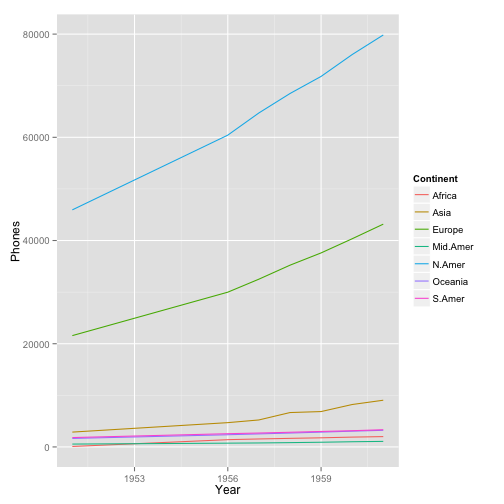 80000
60000
40000
20000
0
Phones
1953
1956
1959
Year
Continent
Africa
Asia
Europe
Mid.Amer
N.Amer
Oceania
S.Amer